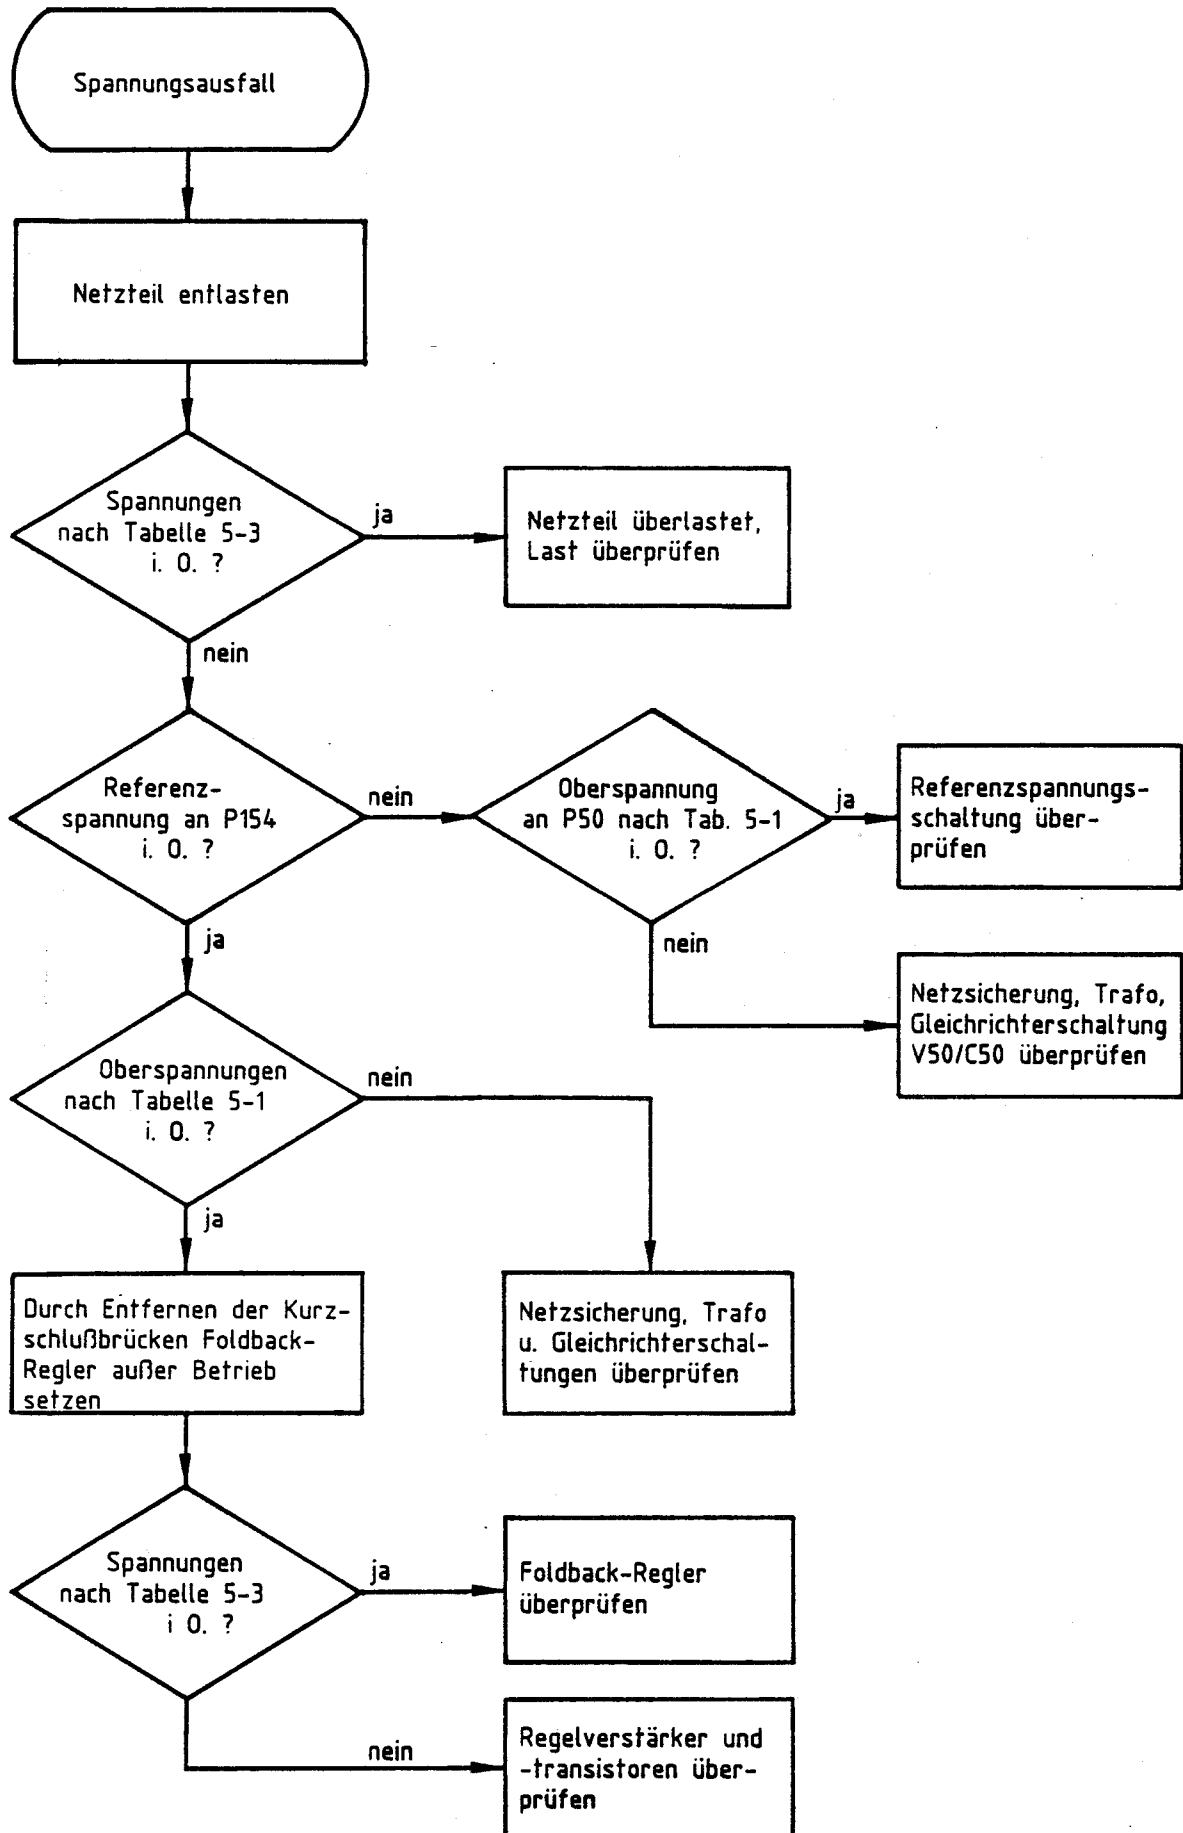 Spannungsausfall
Netzteil entlasten
Spannungen
nach Tabelle 5-3
i. O. ?
ja
Netzteil überlastet,
Last überprüfen
nein
Referenz-
spannung an P154
i. O. ?
nein
Oberspannung
an P50 nach Tab. 5-1
i. O. ?
ja
Referenzspannungs-
schaltung über-
prüfen
ja
nein
Netzsicherung, Trafo,
Gleichrichterschaltung
V50/C50 überprüfen
Oberspannungen
nach Tabelle 5-1
i. O. ?
nein
ja
Durch Entfernen der Kurz-
schlußbrücken Foldback-
Regler außer Betrieb
setzen
Netzsicherung, Trafo
u. Gleichrichterschal-
tungen überprüfen
Spannungen
nach Tabelle 5-3
i O. ?
ja
Foldback-Regler
überprüfen
nein
Regelverstärker und
-transistoren über-
prüfen